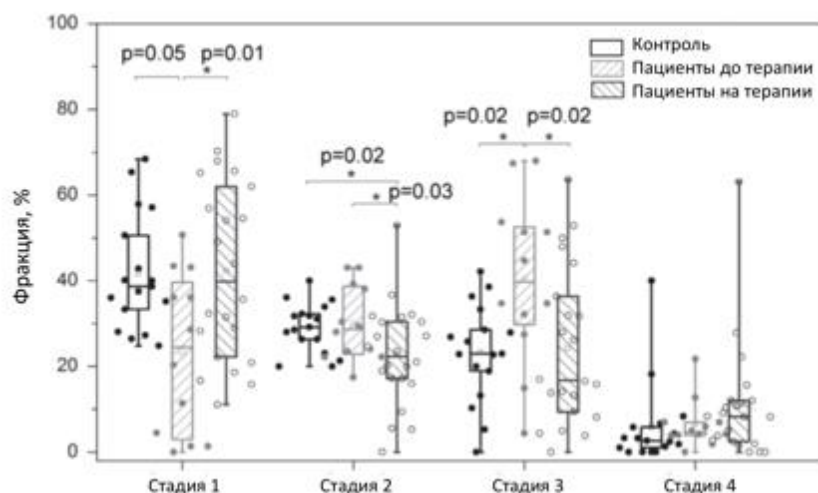 100
80
60
40
20
0
Фракция, %
p=0.05 p=0.01
*
p=0.02
*
* p=0.03
p=0.02 p=0.02
* *
Контроль
Пациенты до терапии
Пациенты на терапии
Стадия 1 Стадия 2 Стадия 3 Стадия 4